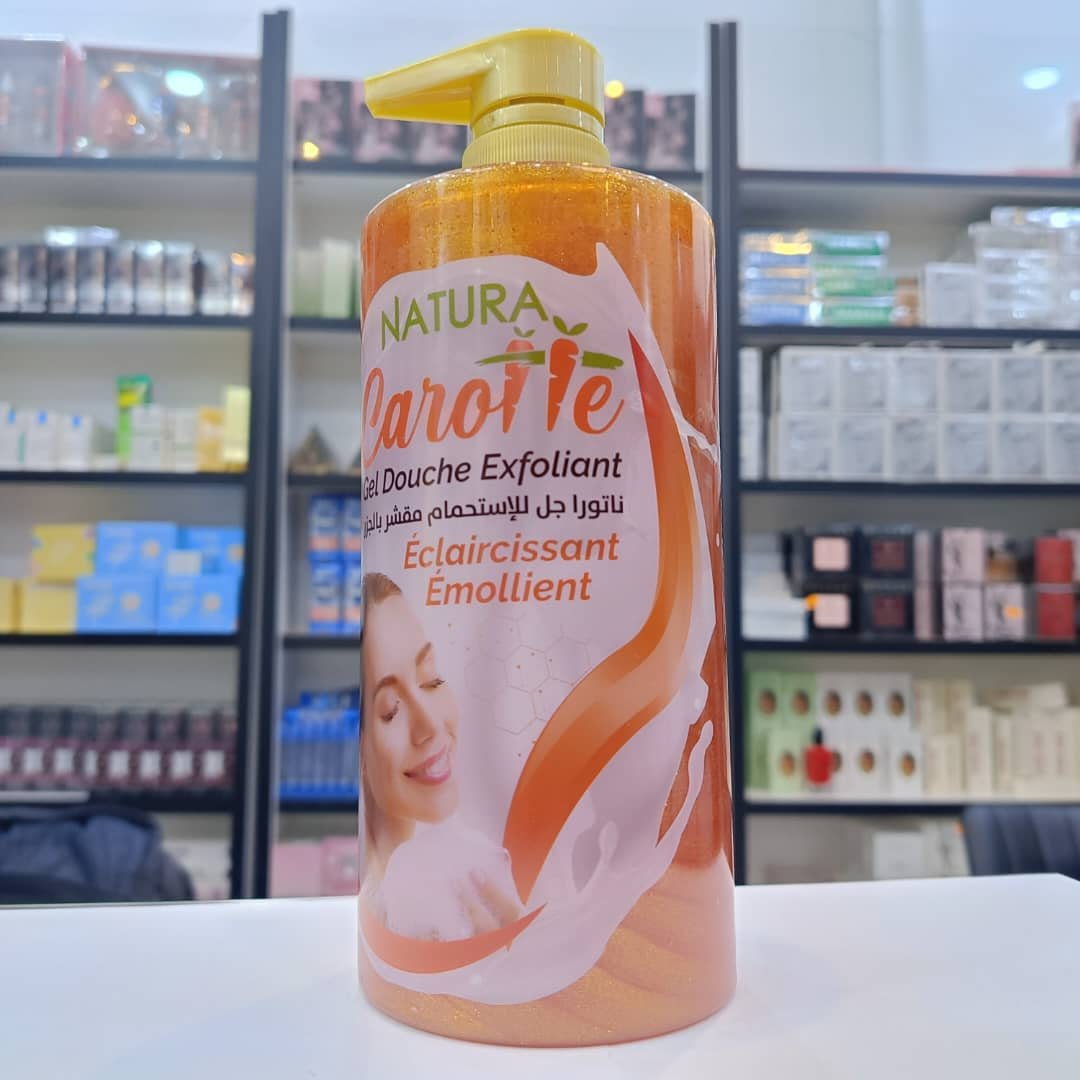 NATURA
Carotte
Gel Douche Exfoliant
ناتورا جل للإستحمام مقشر بالجزر
Éclaircissant
Émollient